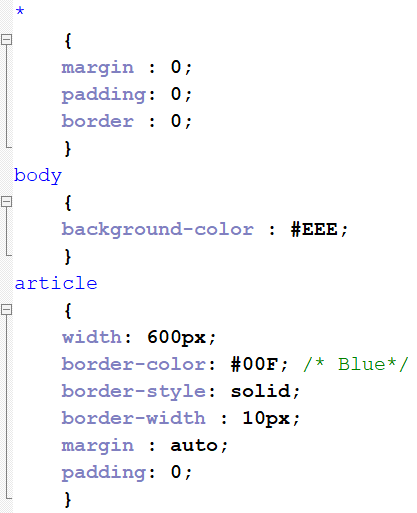 *
{
margin : 0;
padding: 0;
border : 0;
}
body
{
background-color : #EEE;
}
article
{
width: 600px;
border-color: #00F; /* Blue*/
border-style: solid;
border-width : 10px;
margin : auto;
padding: 0;
}